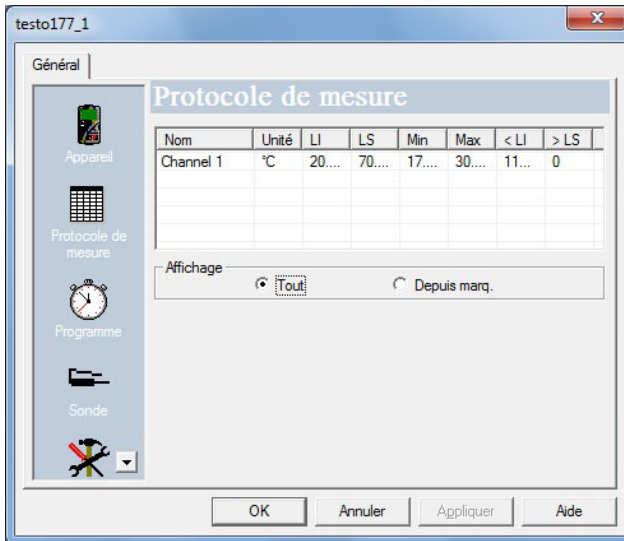 testo177_1
Général
Appareil
Protocole de
mesure
Programme
Sonde
Protocole de mesure
Nom Unité LI LS Min Max < LI > LS
Channel 1 °C 20.... 70.... 17.... 30.... 11... 0
Affichage
Tout Depuis marq.
OK Annuler Appliquer Aide